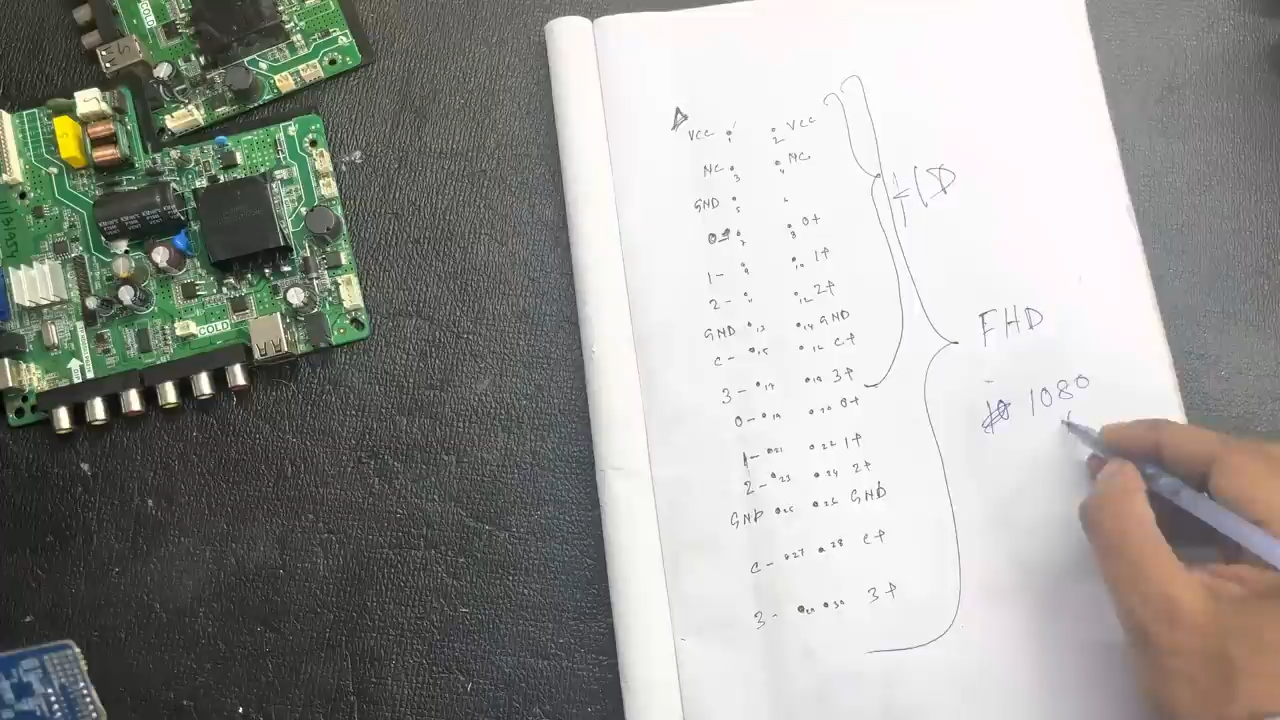 VCC 1 2 VCC
NC 3 4 NC
GND 5
0- 7 8 0+
1- 9 10 1+
2- 11 12 2+
GND 13 14 GND
C- 15 16 C+
3- 17 18 3+
0- 19 20 0+
1- 21 22 1+
2- 23 24 2+
GND 25 26 GND
C- 27 28 C+
3- 29 30 3+
HD
FHD
1080
COLD
COLD